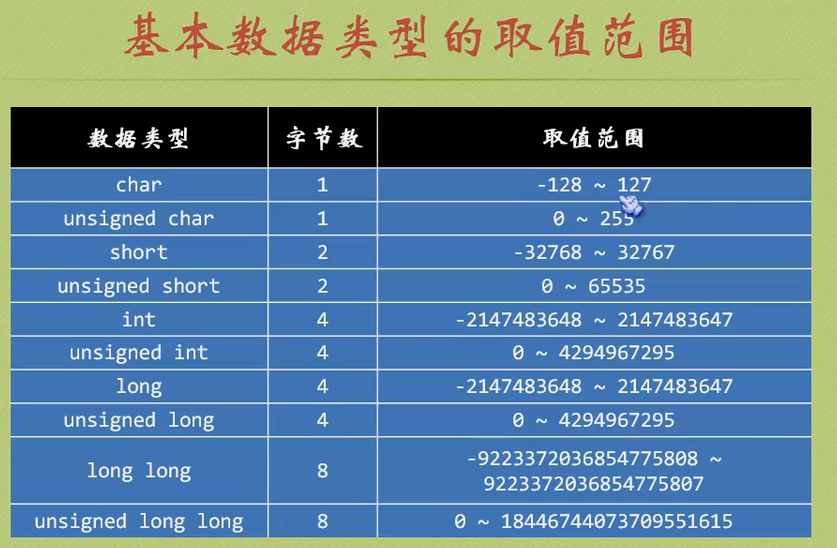 基本数据类型的取值范围
数据类型 字节数 取值范围
char 1 -128 ~ 127
unsigned char 1 0 ~ 255
short 2 -32768 ~ 32767
unsigned short 2 0 ~ 65535
int 4 -2147483648 ~ 2147483647
unsigned int 4 0 ~ 4294967295
long 4 -2147483648 ~ 2147483647
unsigned long 4 0 ~ 4294967295
long long 8 -9223372036854775808 ~
9223372036854775807
unsigned long long 8 0 ~ 18446744073709551615